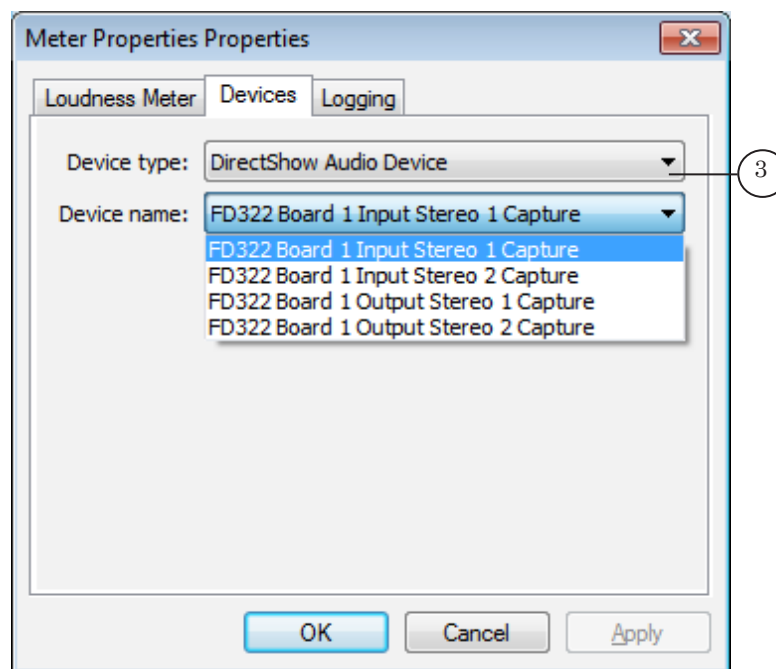 Meter Properties Properties
Loudness Meter Devices Logging
Device type: DirectShow Audio Device
3
Device name: FD322 Board 1 Input Stereo 1 Capture
FD322 Board 1 Input Stereo 1 Capture
FD322 Board 1 Input Stereo 2 Capture
FD322 Board 1 Output Stereo 1 Capture
FD322 Board 1 Output Stereo 2 Capture
OK Cancel Apply